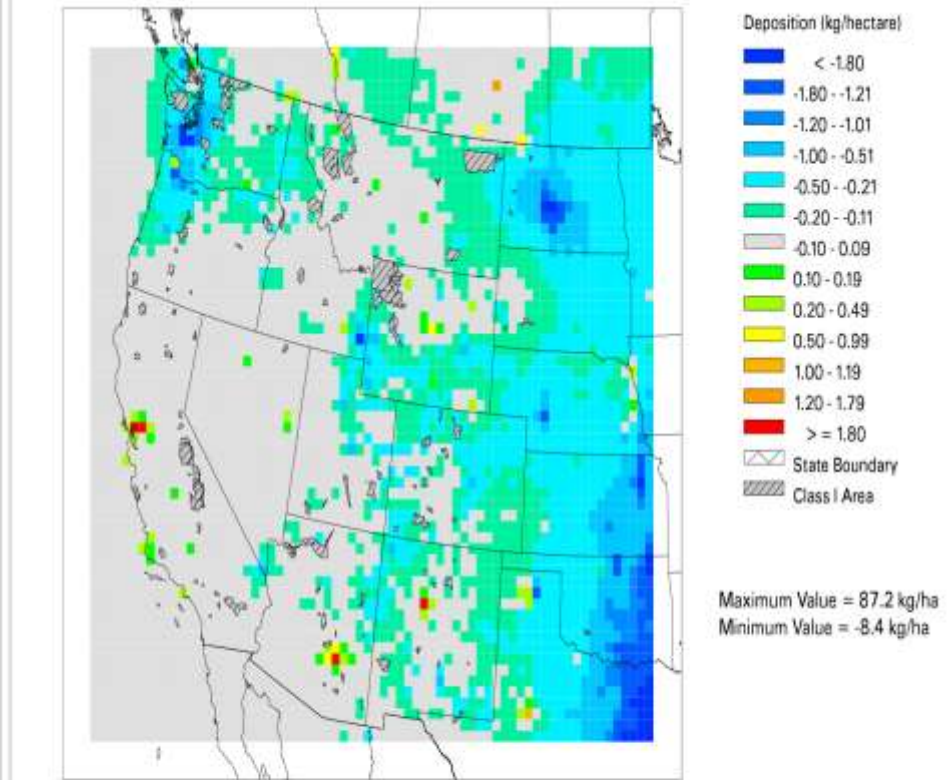 Deposition (kg/hectare)
< -1.80
-1.80 - -1.21
-1.20 - -1.01
-1.00 - -0.51
-0.50 - -0.21
-0.20 - -0.11
-0.10 - 0.09
0.10 - 0.19
0.20 - 0.49
0.50 - 0.99
1.00 - 1.19
1.20 - 1.79
> = 1.80
State Boundary
Class I Area
Maximum Value = 87.2 kg/ha
Minimum Value = -8.4 kg/ha